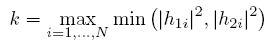 k = max_{i=1,...,N} min (|h_{1i}|^2, |h_{2i}|^2)